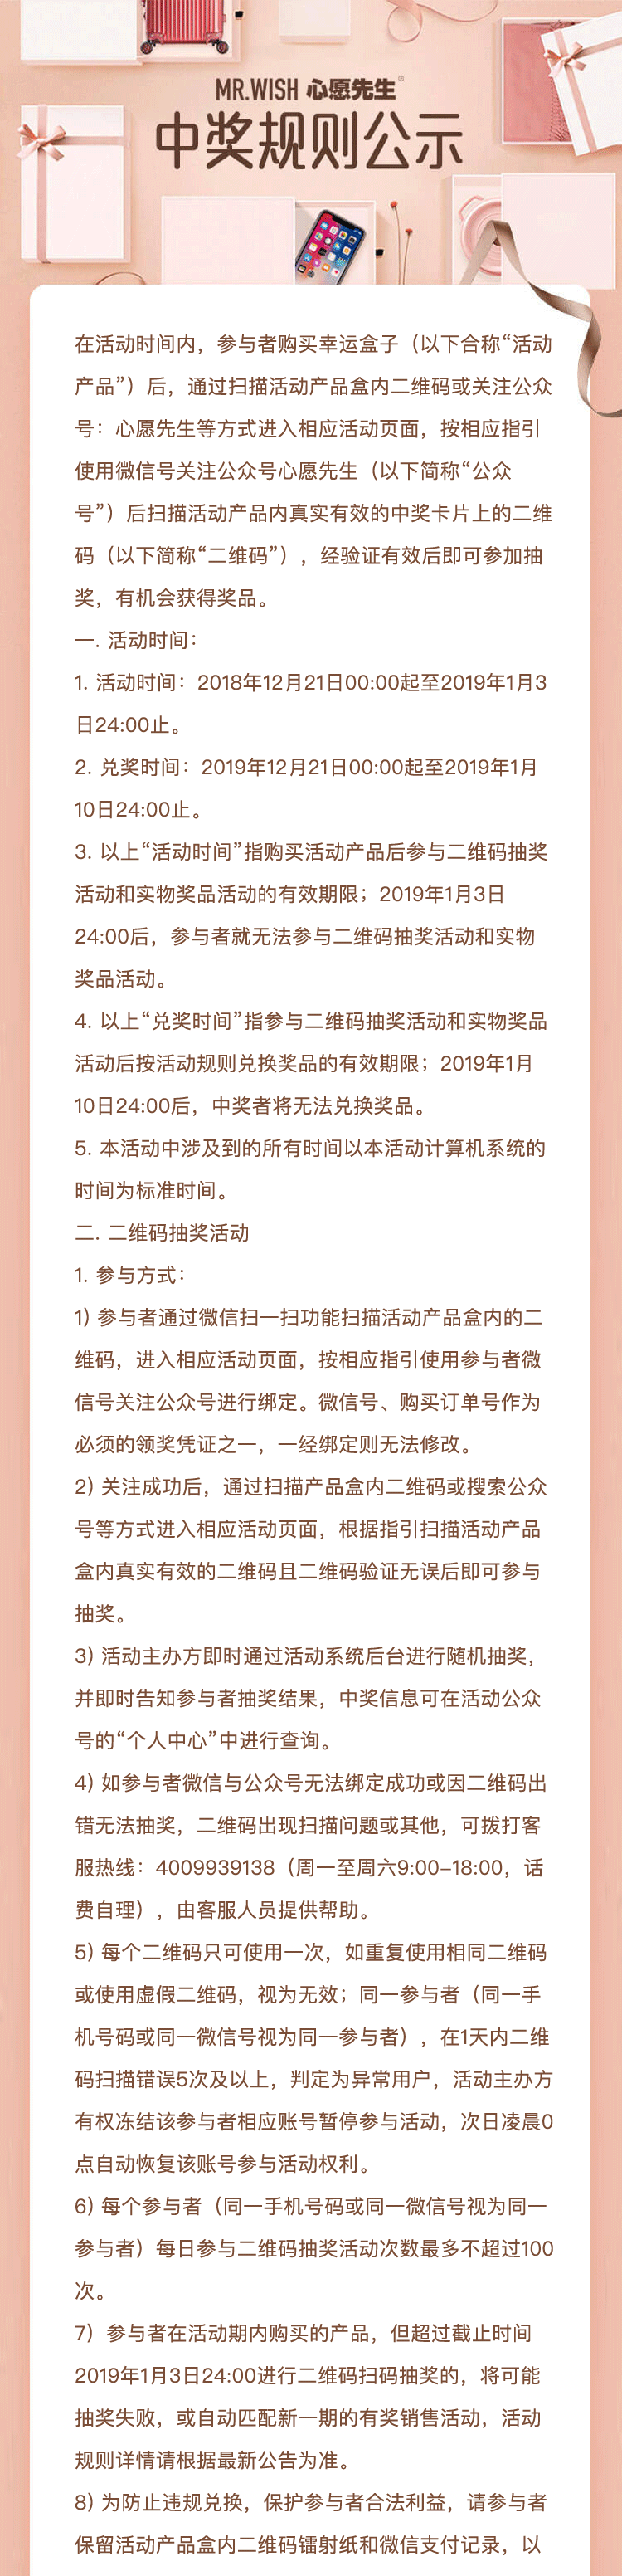 MR.WISH 心愿先生®
中奖规则公示
在活动时间内，参与者购买幸运盒子（以下合称“活动
产品”）后，通过扫描活动产品盒内二维码或关注公众
号：心愿先生等方式进入相应活动页面，按相应指引
使用微信号关注公众号心愿先生（以下简称“公众
号”）后扫描活动产品内真实有效的中奖卡片上的二维
码（以下简称“二维码”），经验证有效后即可参加抽
奖，有机会获得奖品。
一. 活动时间：
1. 活动时间：2018年12月21日00:00起至2019年1月3
日24:00止。
2. 兑奖时间：2019年12月21日00:00起至2019年1月
10日24:00止。
3. 以上“活动时间”指购买活动产品后参与二维码抽奖
活动和实物奖品活动的有效期限；2019年1月3日
24:00后，参与者就无法参与二维码抽奖活动和实物
奖品活动。
4. 以上“兑奖时间”指参与二维码抽奖活动和实物奖品
活动后按活动规则兑换奖品的有效期限；2019年1月
10日24:00后，中奖者将无法兑换奖品。
5. 本活动中涉及到的所有时间以本活动计算机系统的
时间为标准时间。
二. 二维码抽奖活动
1. 参与方式：
1) 参与者通过微信扫一扫功能扫描活动产品盒内的二
维码，进入相应活动页面，按相应指引使用参与者微
信号关注公众号进行绑定。微信号、购买订单号作为
必须的领奖凭证之一，一经绑定则无法修改。
2) 关注成功后，通过扫描产品盒内二维码或搜索公众
号等方式进入相应活动页面，根据指引扫描活动产品
盒内真实有效的二维码且二维码验证无误后即可参与
抽奖。
3) 活动主办方即时通过活动系统后台进行随机抽奖，
并即时告知参与者抽奖结果，中奖信息可在活动公众
号的“个人中心”中进行查询。
4) 如参与者微信与公众号无法绑定成功或因二维码出
错无法抽奖，二维码出现扫描问题或其他，可拨打客
服热线：4009939138（周一至周六9:00–18:00，话
费自理），由客服人员提供帮助。
5) 每个二维码只可使用一次，如重复使用相同二维码
或使用虚假二维码，视为无效；同一参与者（同一手
机号码或同一微信号视为同一参与者），在1天内二维
码扫描错误5次及以上，判定为异常用户，活动主办方
有权冻结该参与者相应账号暂停参与活动，次日凌晨0
点自动恢复该账号参与活动权利。
6) 每个参与者（同一手机号码或同一微信号视为同一
参与者）每日参与二维码抽奖活动次数最多不超过100
次。
7）参与者在活动期内购买的产品，但超过截止时间
2019年1月3日24:00进行二维码扫码抽奖的，将可能
抽奖失败，或自动匹配新一期的有奖销售活动，活动
规则详情请根据最新公告为准。
8) 为防止违规兑换，保护参与者合法利益，请参与者
保留活动产品盒内二维码镭射纸和微信支付记录，以